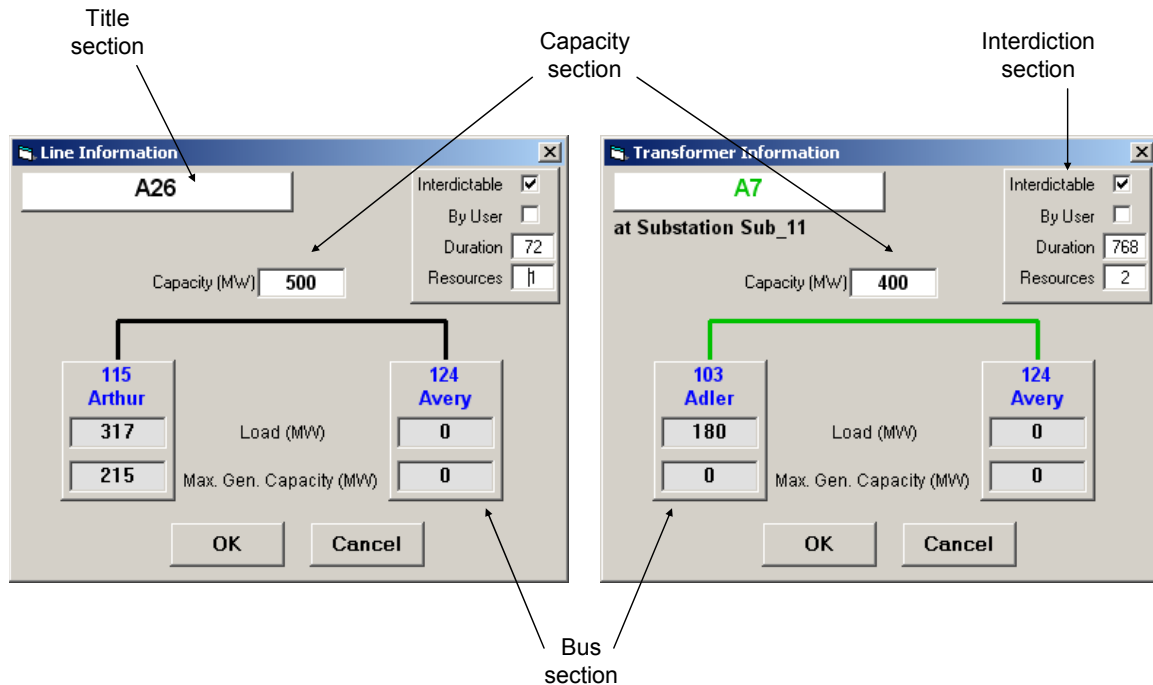 Title
section
Capacity
section
Interdiction
section
Line Information
A26
Interdictable
By User
Duration 72
Resources 1
Capacity (MW) 500
115
Arthur
124
Avery
317 Load (MW) 0
215 Max. Gen. Capacity (MW) 0
OK Cancel
Transformer Information
A7
at Substation Sub_11
Interdictable
By User
Duration 768
Resources 2
Capacity (MW) 400
103
Adler
124
Avery
180 Load (MW) 0
0 Max. Gen. Capacity (MW) 0
OK Cancel
Bus
section